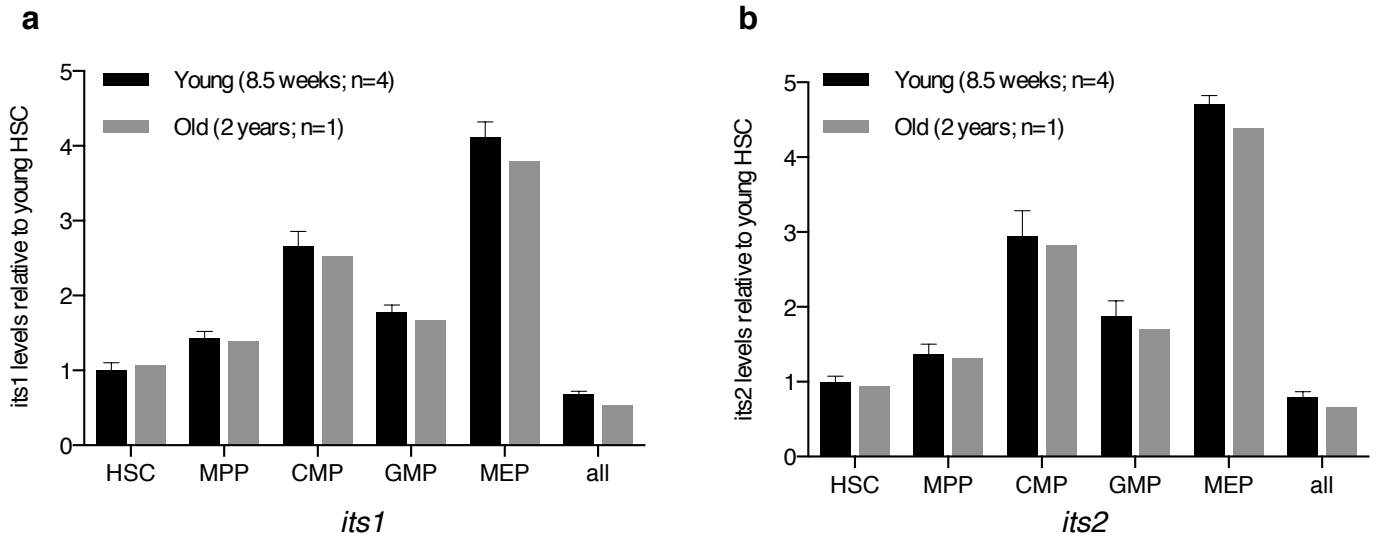 a
its1 levels relative to young HSC
5
4
3
2
1
0
Young (8.5 weeks; n=4)
Old (2 years; n=1)
HSC MPP CMP GMP MEP all
its1
b
its2 levels relative to young HSC
5
4
3
2
1
0
Young (8.5 weeks; n=4)
Old (2 years; n=1)
HSC MPP CMP GMP MEP all
its2